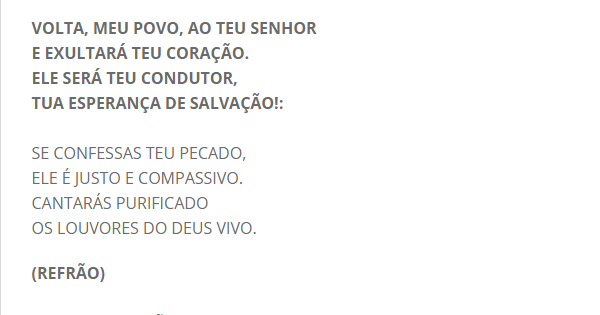 VOLTA, MEU POVO, AO TEU SENHOR
E EXULTARÁ TEU CORAÇÃO.
ELE SERÁ TEU CONDUTOR,
TUA ESPERANÇA DE SALVAÇÃO!:
SE CONFESSAS TEU PECADO,
ELE É JUSTO E COMPASSIVO.
CANTARÁS PURIFICADO
OS LOUVORES DO DEUS VIVO.
(REFRÃO)